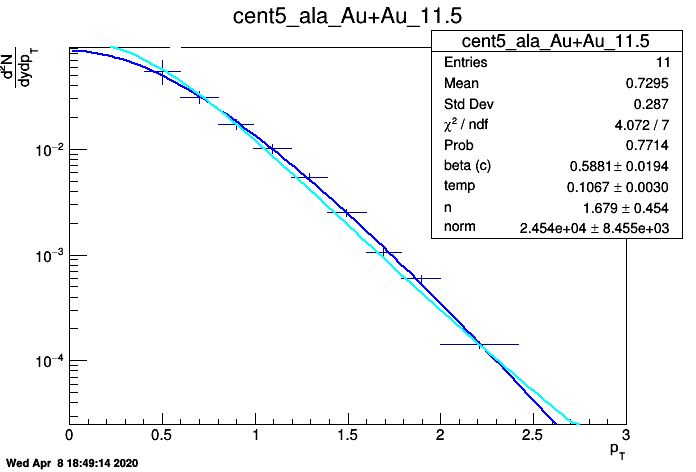 cent5_ala_Au+Au_11.5
d²N
dydp_T
cent5_ala_Au+Au_11.5
Entries 11
Mean 0.7295
Std Dev 0.287
χ² / ndf 4.072 / 7
Prob 0.7714
beta (c) 0.5881 ± 0.0194
temp 0.1067 ± 0.0030
n 1.679 ± 0.454
norm 2.454e+04 ± 8.455e+03
10⁻²
10⁻³
10⁻⁴
0 0.5 1 1.5 2 2.5 3
p_T
Wed Apr 8 18:49:14 2020